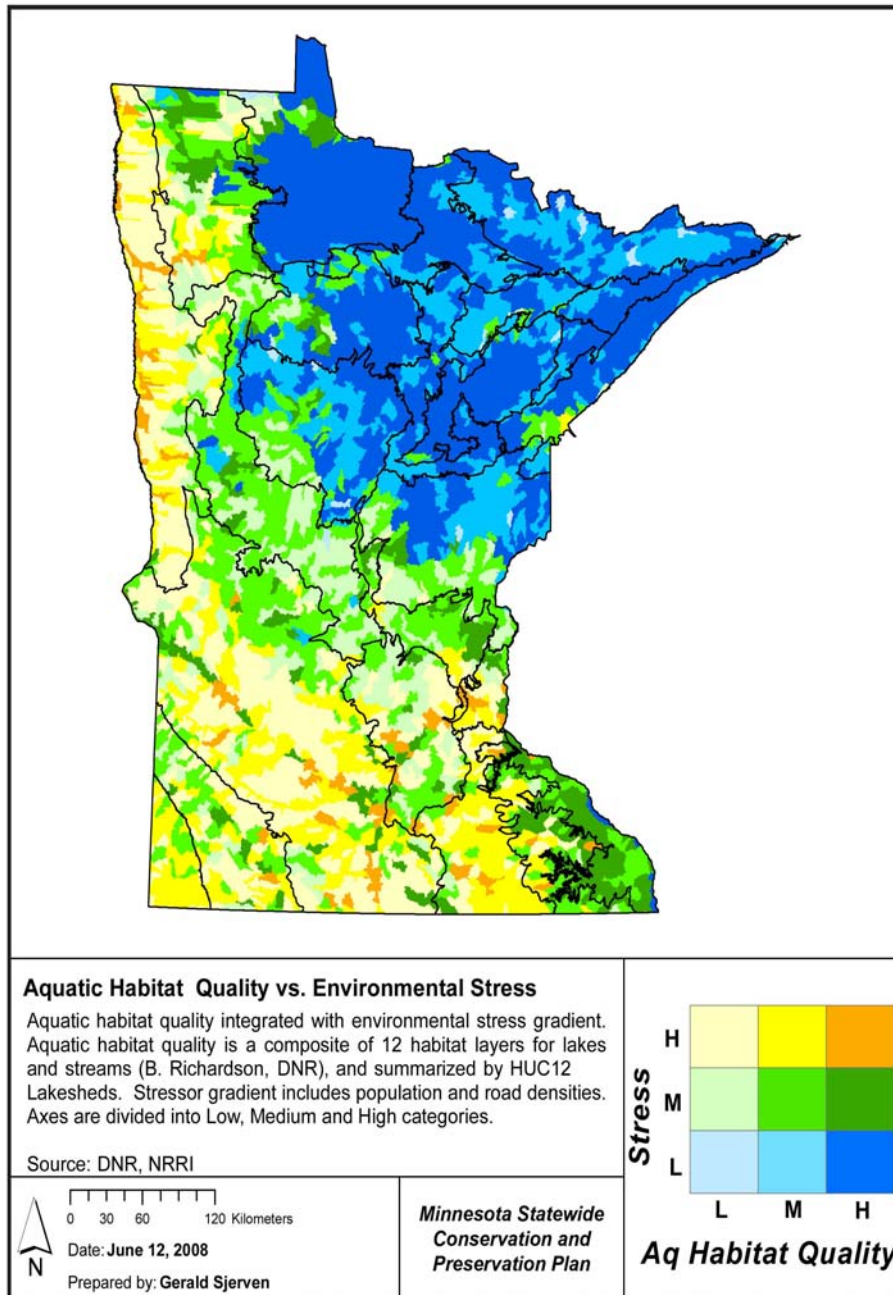 Aquatic Habitat Quality vs. Environmental Stress
Aquatic habitat quality integrated with environmental stress gradient.
Aquatic habitat quality is a composite of 12 habitat layers for lakes
and streams (B. Richardson, DNR), and summarized by HUC12
Lakesheds. Stressor gradient includes population and road densities.
Axes are divided into Low, Medium and High categories.
Source: DNR, NRRI
0 30 60 120 Kilometers
N
Date: June 12, 2008
Prepared by: Gerald Sjerven
Minnesota Statewide
Conservation and
Preservation Plan
Stress
H
M
L
L M H
Aq Habitat Quality